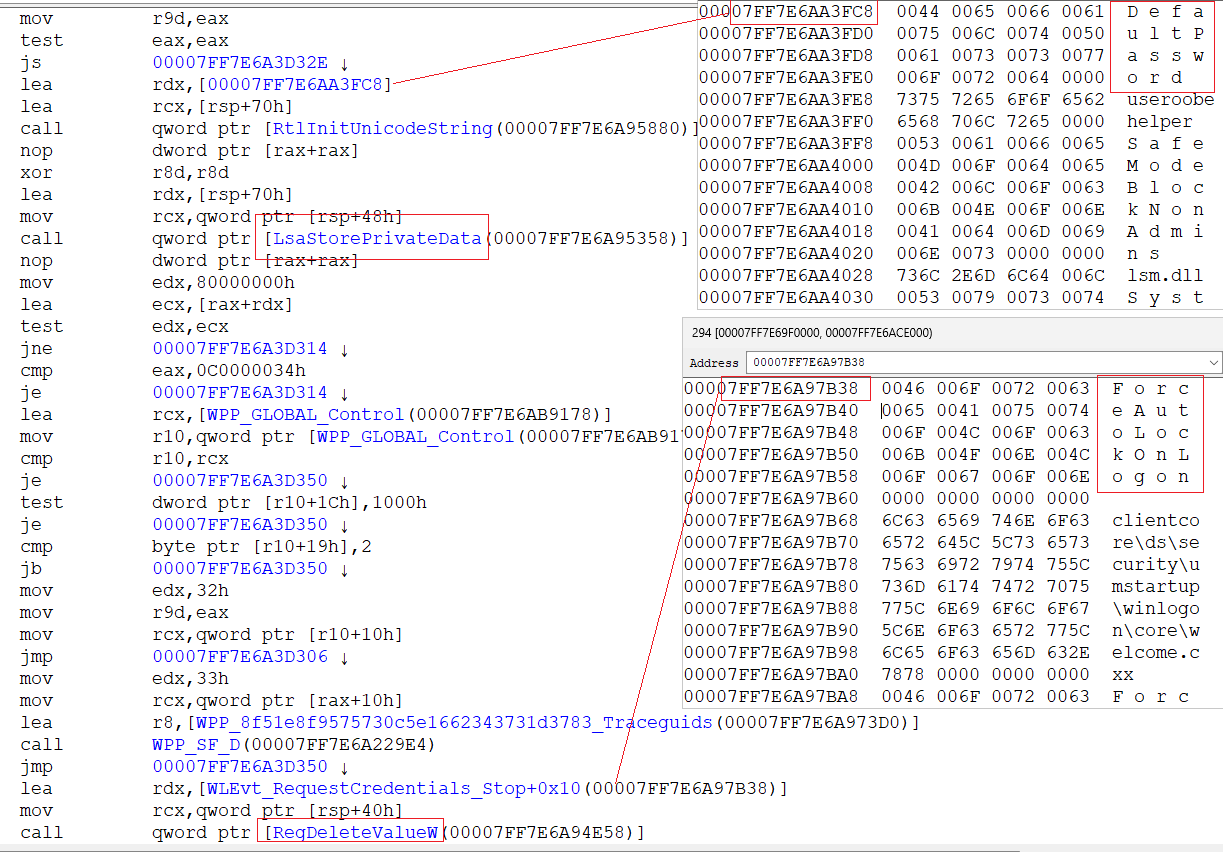 mov r9d,eax
test eax,eax
js 00007FF7E6A3D32E ↓
lea rdx,[00007FF7E6AA3FC8]
lea rcx,[rsp+70h]
call qword ptr [RtlInitUnicodeString(00007FF7E6A95880)]
nop dword ptr [rax+rax]
xor r8d,r8d
lea rdx,[rsp+70h]
mov rcx,qword ptr [rsp+48h]
call qword ptr [LsaStorePrivateData(00007FF7E6A95358)]
nop dword ptr [rax+rax]
mov edx,80000000h
lea ecx,[rax+rdx]
test edx,ecx
jne 00007FF7E6A3D314 ↓
cmp eax,0C0000034h
je 00007FF7E6A3D314 ↓
lea rcx,[WPP_GLOBAL_Control(00007FF7E6AB9178)]
mov r10,qword ptr [WPP_GLOBAL_Control(00007FF7E6AB917
cmp r10,rcx
je 00007FF7E6A3D350 ↓
test dword ptr [r10+1Ch],1000h
je 00007FF7E6A3D350 ↓
cmp byte ptr [r10+19h],2
jb 00007FF7E6A3D350 ↓
mov edx,32h
mov r9d,eax
mov rcx,qword ptr [r10+10h]
jmp 00007FF7E6A3D306 ↓
mov edx,33h
mov rcx,qword ptr [rax+10h]
lea r8,[WPP_8f51e8f9575730c5e1662343731d3783_Traceguids(00007FF7E6A973D0)]
call WPP_SF_D(00007FF7E6A229E4)
jmp 00007FF7E6A3D350 ↓
lea rdx,[WLEvt_RequestCredentials_Stop+0x10(00007FF7E6A97B38)]
mov rcx,qword ptr [rsp+40h]
call qword ptr [RegDeleteValueW(00007FF7E6A94E58)]
00007FF7E6AA3FC8 0044 0065 0066 0061 D e f a
00007FF7E6AA3FD0 0075 006C 0074 0050 u l t P
00007FF7E6AA3FD8 0061 0073 0073 0077 a s s w
00007FF7E6AA3FE0 006F 0072 0064 0000 o r d
00007FF7E6AA3FE8 7375 7265 6F6F 6562 useroobe
00007FF7E6AA3FF0 6568 706C 7265 0000 helper
00007FF7E6AA3FF8 0053 0061 0066 0065 S a f e
00007FF7E6AA4000 004D 006F 0064 0065 M o d e
00007FF7E6AA4008 0042 006C 006F 0063 B l o c
00007FF7E6AA4010 006B 004E 006F 006E k N o n
00007FF7E6AA4018 0041 0064 006D 0069 A d m i
00007FF7E6AA4020 006E 0073 0000 0000 n s
00007FF7E6AA4028 736C 2E6D 6C64 006C lsm.dll
00007FF7E6AA4030 0053 0079 0073 0074 S y s t
294 [00007FF7E69F0000, 00007FF7E6ACE000)
Address 00007FF7E6A97B38
00007FF7E6A97B38 0046 006F 0072 0063 F o r c
00007FF7E6A97B40 0065 0041 0075 0074 e A u t
00007FF7E6A97B48 006F 004C 006F 0063 o L o c
00007FF7E6A97B50 006B 004F 006E 004C k O n L
00007FF7E6A97B58 006F 0067 006F 006E o g o n
00007FF7E6A97B60 0000 0000 0000 0000
00007FF7E6A97B68 6C63 6569 746E 6F63 clientco
00007FF7E6A97B70 6572 645C 5C73 6573 re\ds\se
00007FF7E6A97B78 7563 6972 7974 755C curity\u
00007FF7E6A97B80 736D 6174 7472 7075 mstartup
00007FF7E6A97B88 775C 6E69 6F6C 6F67 \winlogo
00007FF7E6A97B90 5C6E 6F63 6572 775C n\core\w
00007FF7E6A97B98 6C65 6F63 656D 632E elcome.c
00007FF7E6A97BA0 7878 0000 0000 0000 xx
00007FF7E6A97BA8 0046 006F 0072 0063 F o r c